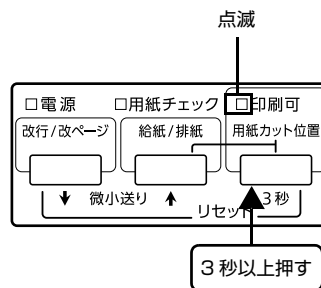 点滅
□電源 □用紙チェック □印刷可
改行/改ページ 給紙/排紙 用紙カット位置
微小送り 3秒
リセット
3秒以上押す